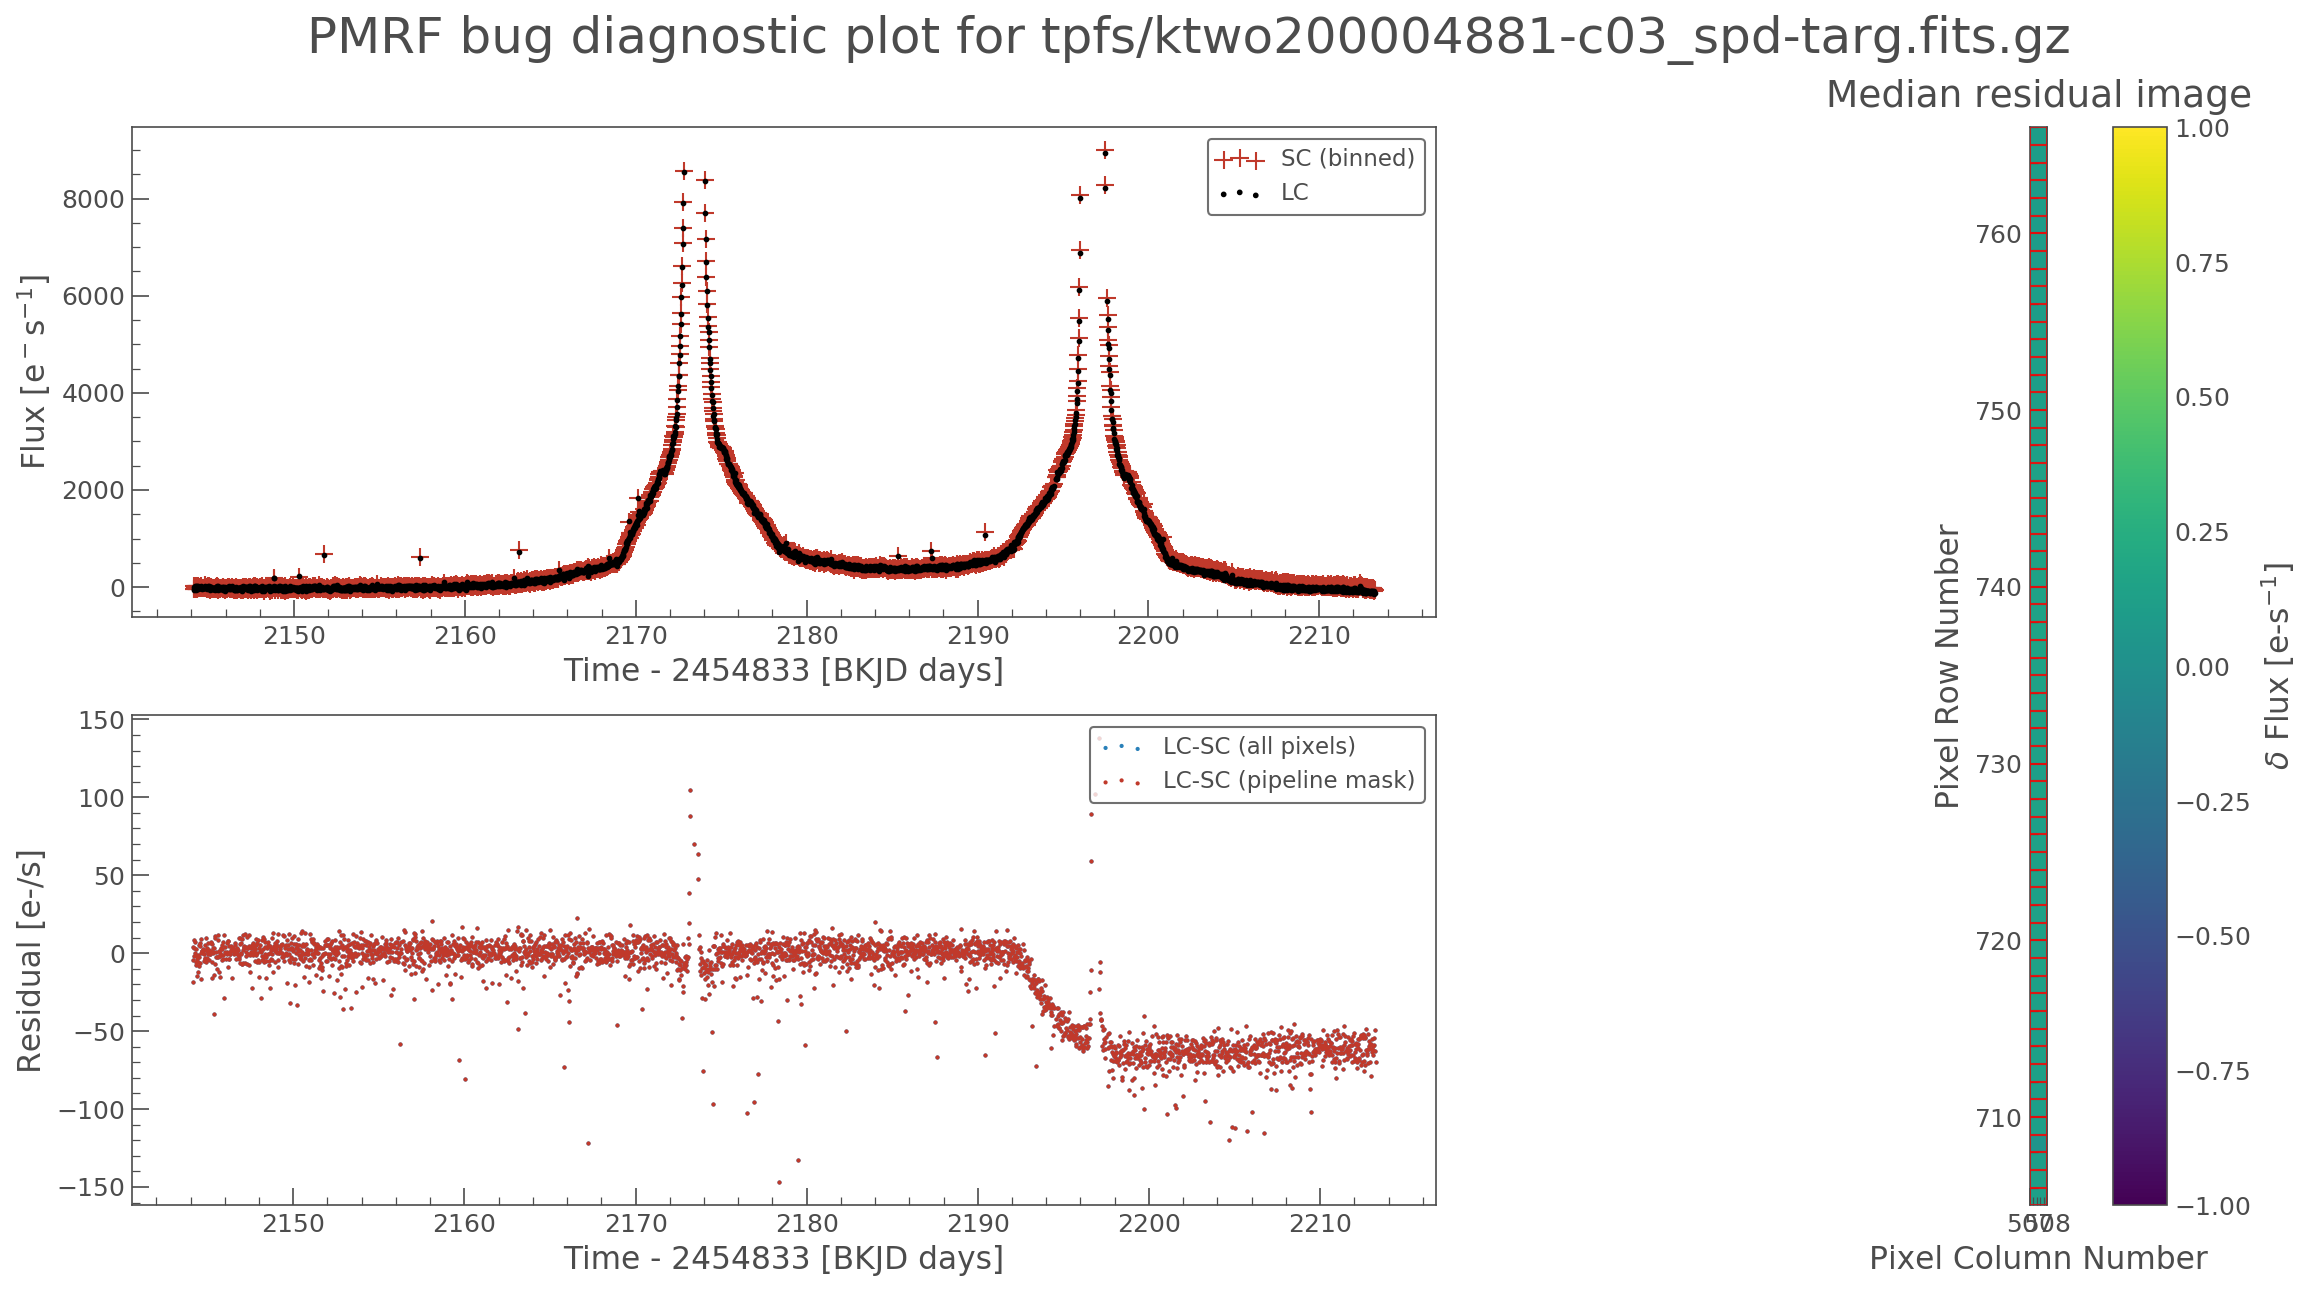 PMRF bug diagnostic plot for tpfs/ktwo200004881-c03_spd-targ.fits.gz
Flux [e⁻ s⁻¹]
8000
6000
4000
2000
0
SC (binned)
LC
2150 2160 2170 2180 2190 2200 2210
Time - 2454833 [BKJD days]
Residual [e-/s]
150
100
50
0
−50
−100
−150
LC-SC (all pixels)
LC-SC (pipeline mask)
2150 2160 2170 2180 2190 2200 2210
Time - 2454833 [BKJD days]
Median residual image
Pixel Row Number
760
750
740
730
720
710
Pixel Column Number
1.00
0.75
0.50
0.25
0.00
−0.25
−0.50
−0.75
−1.00
δ Flux [e-s⁻¹]